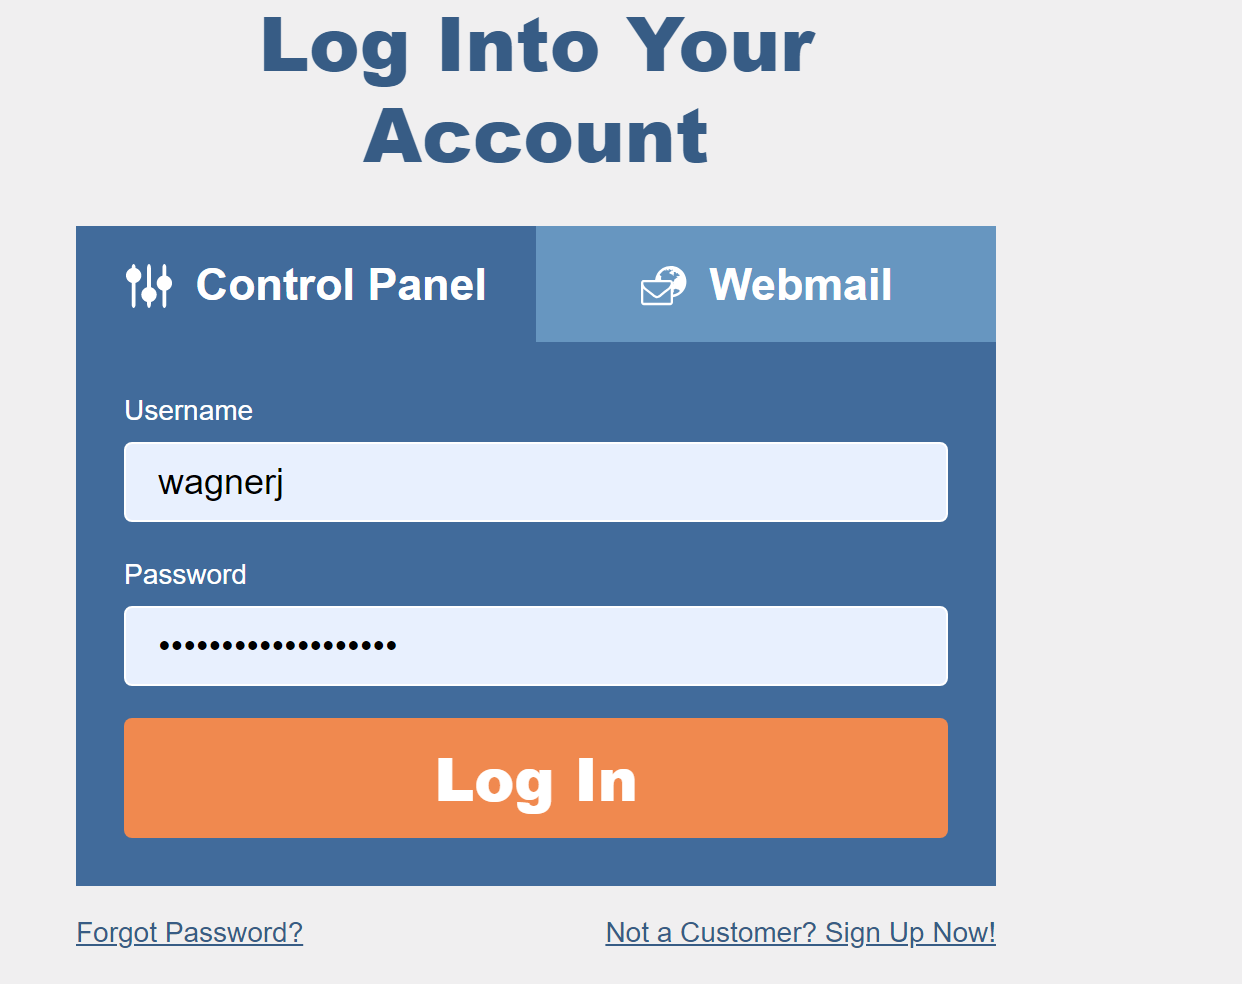 Log Into Your
Account
Control Panel
Webmail
Username
wagnerj
Password
•••••••••••••••••••
Log In
Forgot Password?
Not a Customer? Sign Up Now!